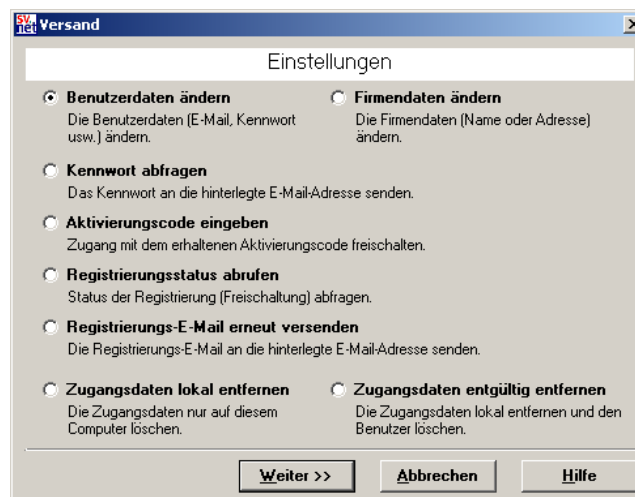 sv.net Versand
Einstellungen
Benutzerdaten ändern
Die Benutzerdaten (E-Mail, Kennwort
usw.) ändern.
Firmendaten ändern
Die Firmendaten (Name oder Adresse)
ändern.
Kennwort abfragen
Das Kennwort an die hinterlegte E-Mail-Adresse senden.
Aktivierungscode eingeben
Zugang mit dem erhaltenen Aktivierungscode freischalten.
Registrierungsstatus abrufen
Status der Registrierung (Freischaltung) abfragen.
Registrierungs-E-Mail erneut versenden
Die Registrierungs-E-Mail an die hinterlegte E-Mail-Adresse senden.
Zugangsdaten lokal entfernen
Die Zugangsdaten nur auf diesem
Computer löschen.
Zugangsdaten entgültig entfernen
Die Zugangsdaten lokal entfernen und den
Benutzer löschen.
Weiter >> Abbrechen Hilfe